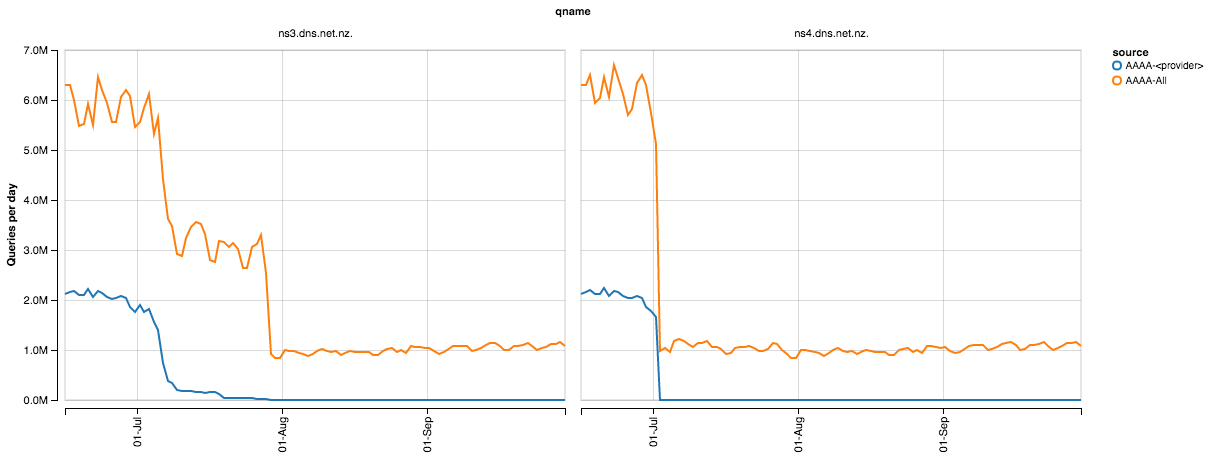 qname
ns3.dns.net.nz.
ns4.dns.net.nz.
source
AAAA-<provider>
AAAA-All
Queries per day
7.0M
6.0M
5.0M
4.0M
3.0M
2.0M
1.0M
0.0M
01-Jul
01-Aug
01-Sep
01-Jul
01-Aug
01-Sep